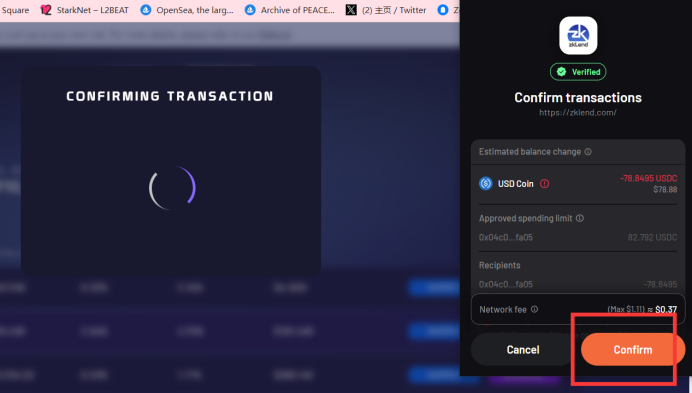 Square
StarkNet – L2BEAT
OpenSea, the larg...
Archive of PEACE...
(2) 主页 / Twitter
CONFIRMING TRANSACTION
zkLend
Verified
Confirm transactions
https://zklend.com/
Estimated balance change
USD Coin
-78.8495 USDC
$78.88
Approved spending limit
0x04c0...fa05
82.792 USDC
Recipients
0x04c0...fa05
-78.8495
Network fee
(Max $1.11) ≈ $0.37
Cancel
Confirm